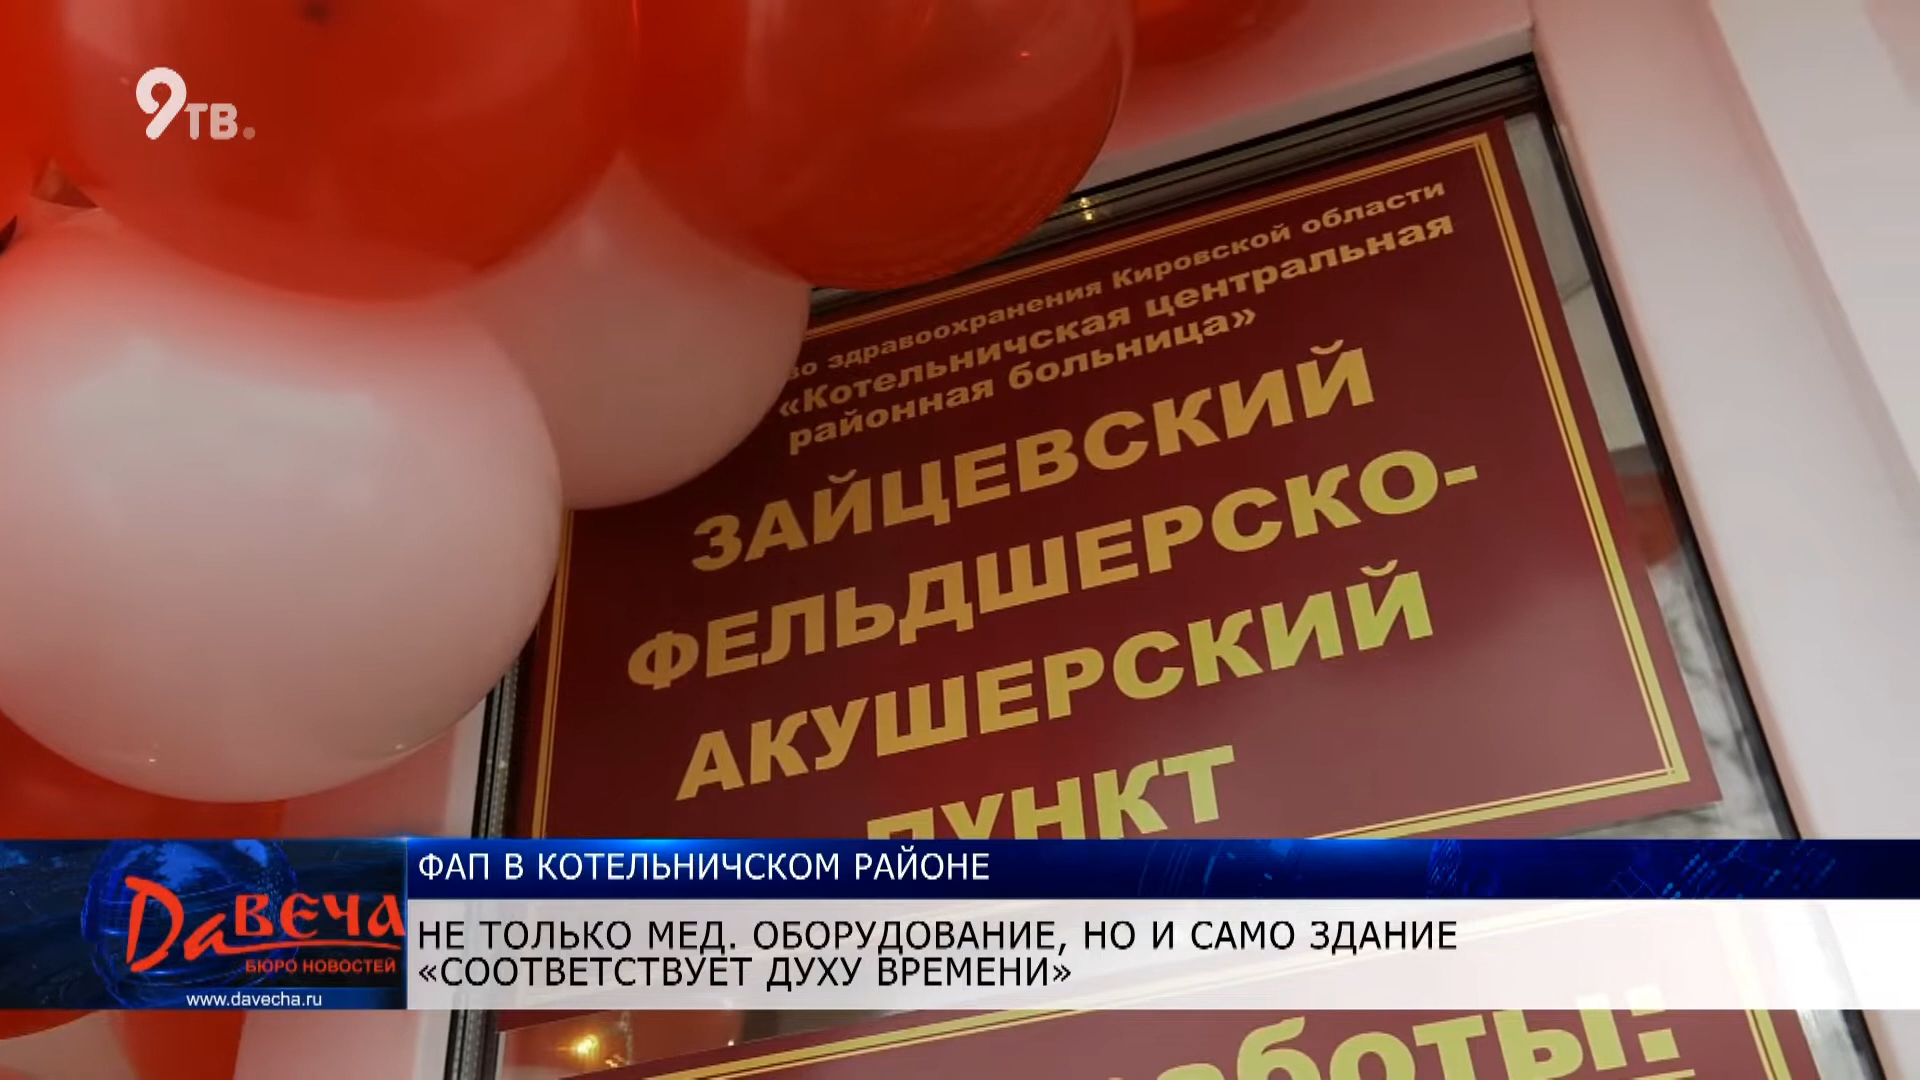 9ТВ.
здравоохранения Кировской области
«Котельничская центральная
районная больница»
ЗАЙЦЕВСКИЙ
ФЕЛЬДШЕРСКО-
АКУШЕРСКИЙ
ПУНКТ
ФАП В КОТЕЛЬНИЧСКОМ РАЙОНЕ
ДаВЕЧА
БЮРО НОВОСТЕЙ
www.davecha.ru
НЕ ТОЛЬКО МЕД. ОБОРУДОВАНИЕ, НО И САМО ЗДАНИЕ
«СООТВЕТСТВУЕТ ДУХУ ВРЕМЕНИ»